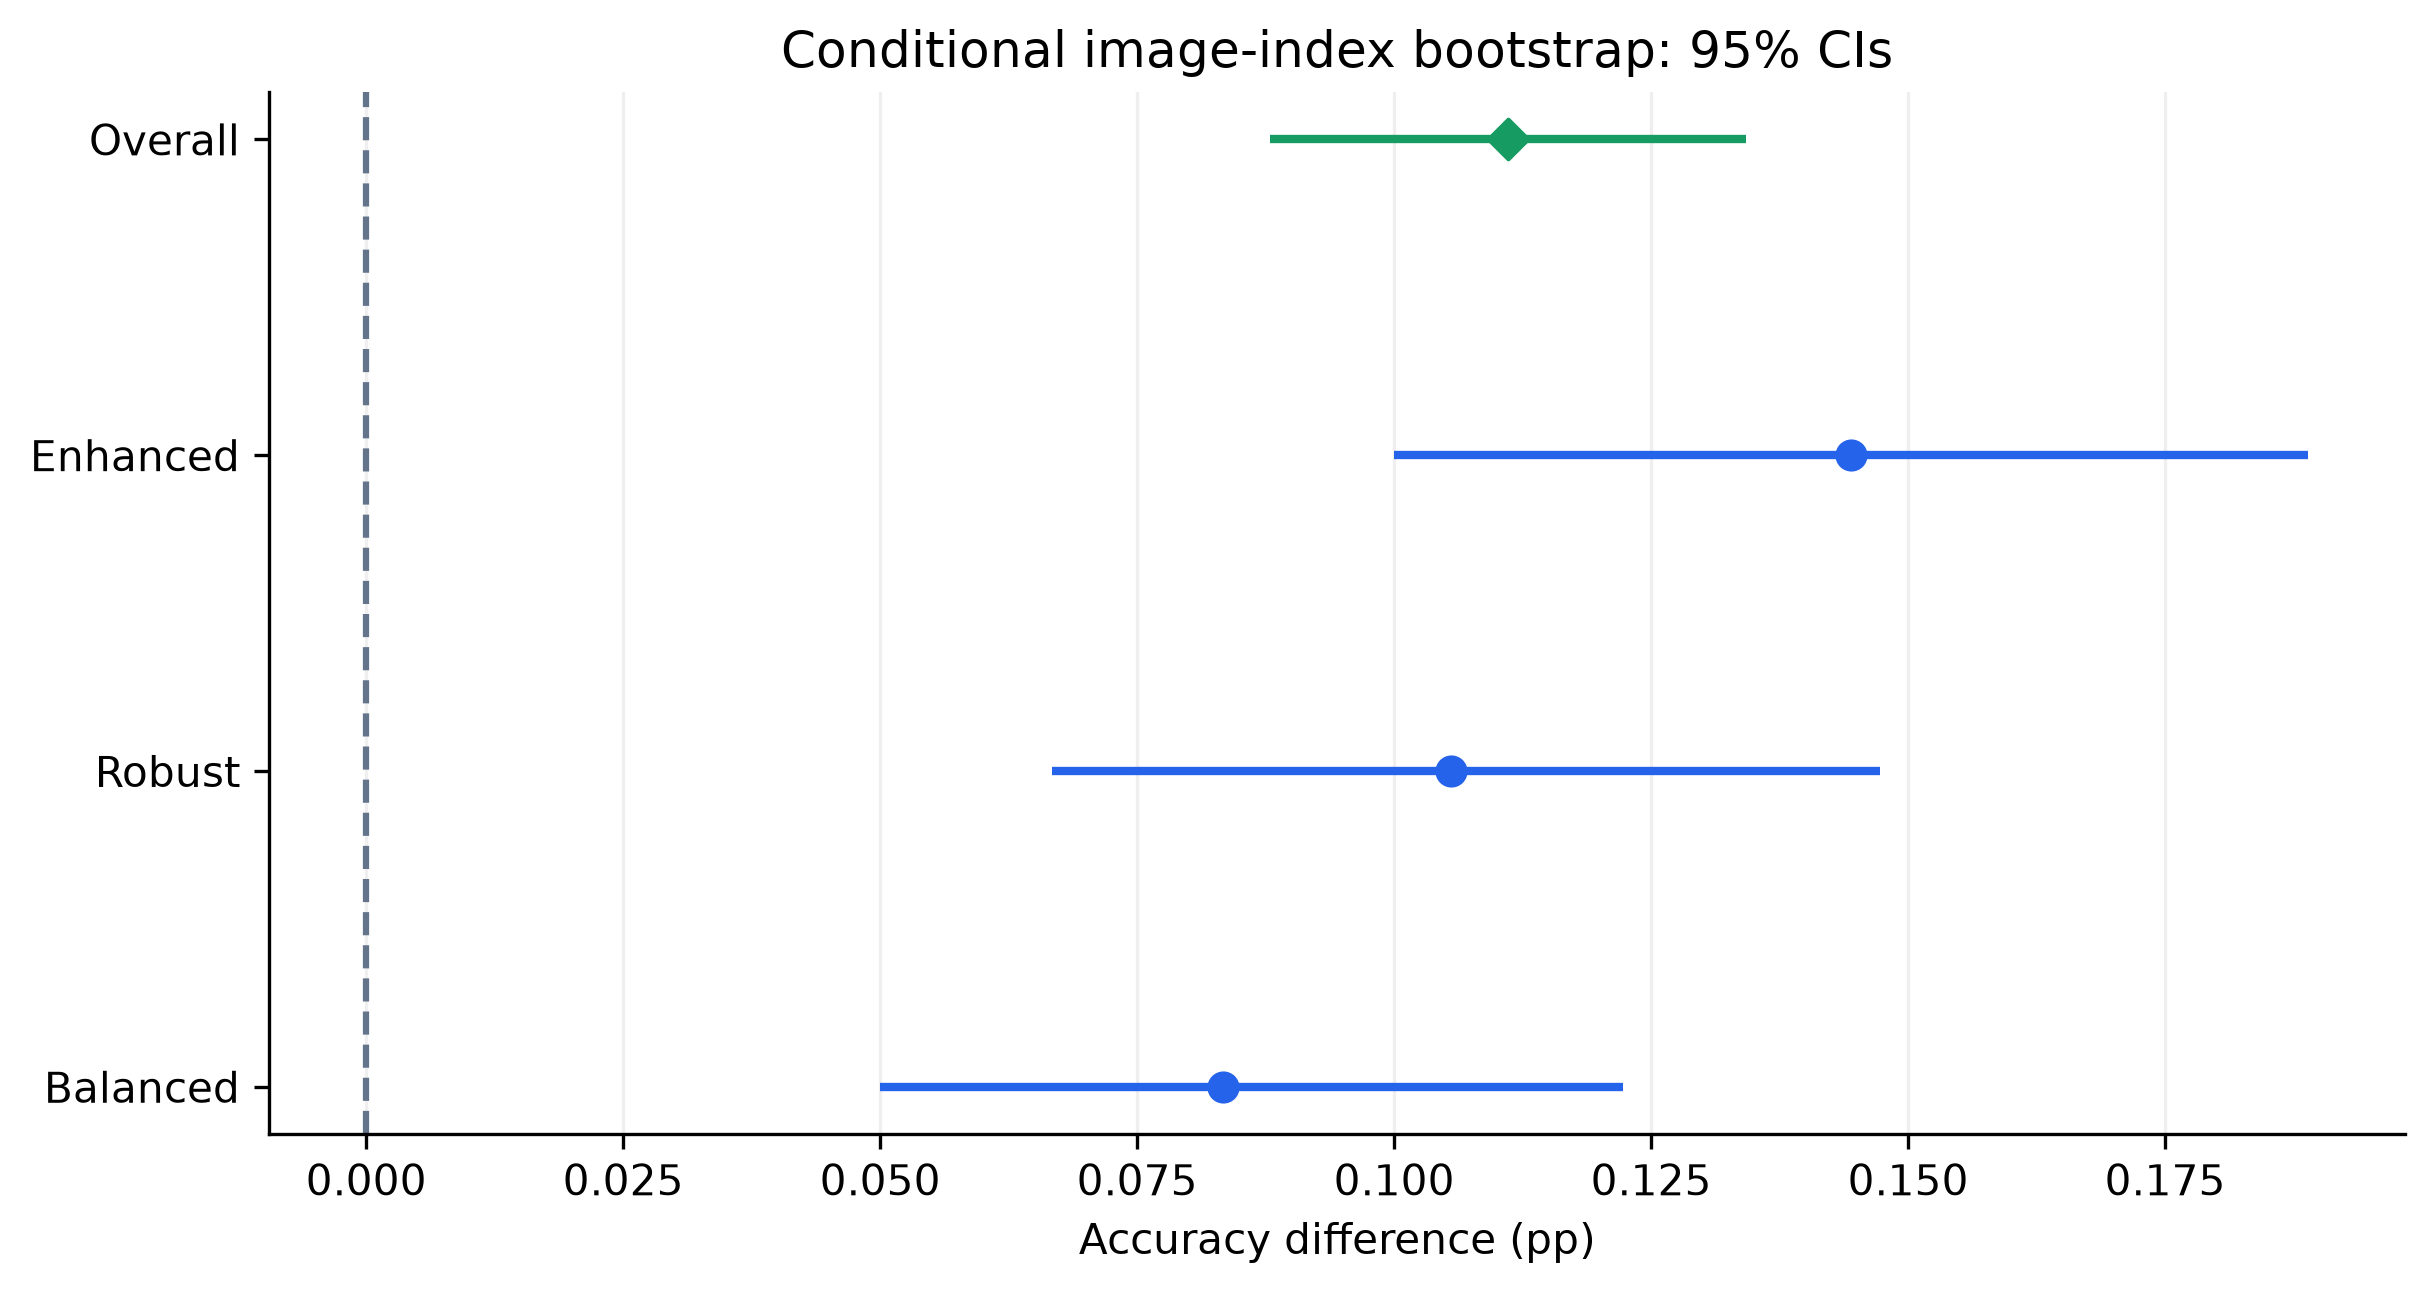 Conditional image-index bootstrap: 95% CIs
Overall
Enhanced
Robust
Balanced
0.000 0.025 0.050 0.075 0.100 0.125 0.150 0.175
Accuracy difference (pp)